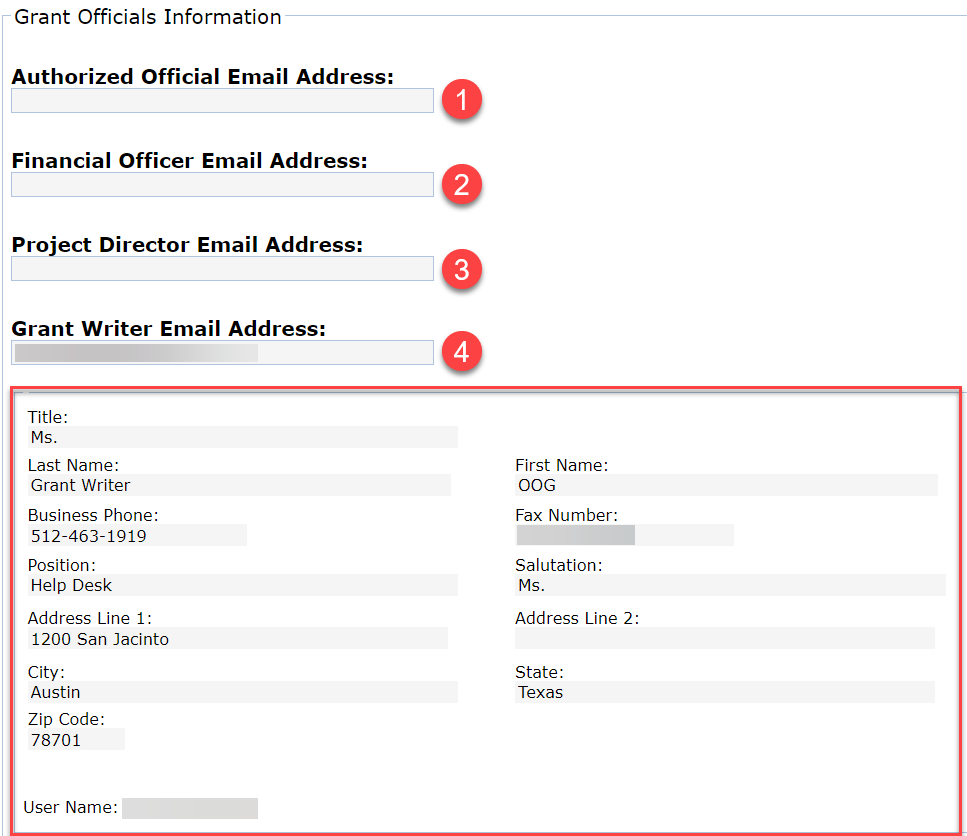 Grant Officials Information
Authorized Official Email Address:
1
Financial Officer Email Address:
2
Project Director Email Address:
3
Grant Writer Email Address:
4
Title:
Ms.
Last Name: First Name:
Grant Writer OOG
Business Phone: Fax Number:
512-463-1919
Position: Salutation:
Help Desk Ms.
Address Line 1: Address Line 2:
1200 San Jacinto
City: State:
Austin Texas
Zip Code:
78701
User Name: